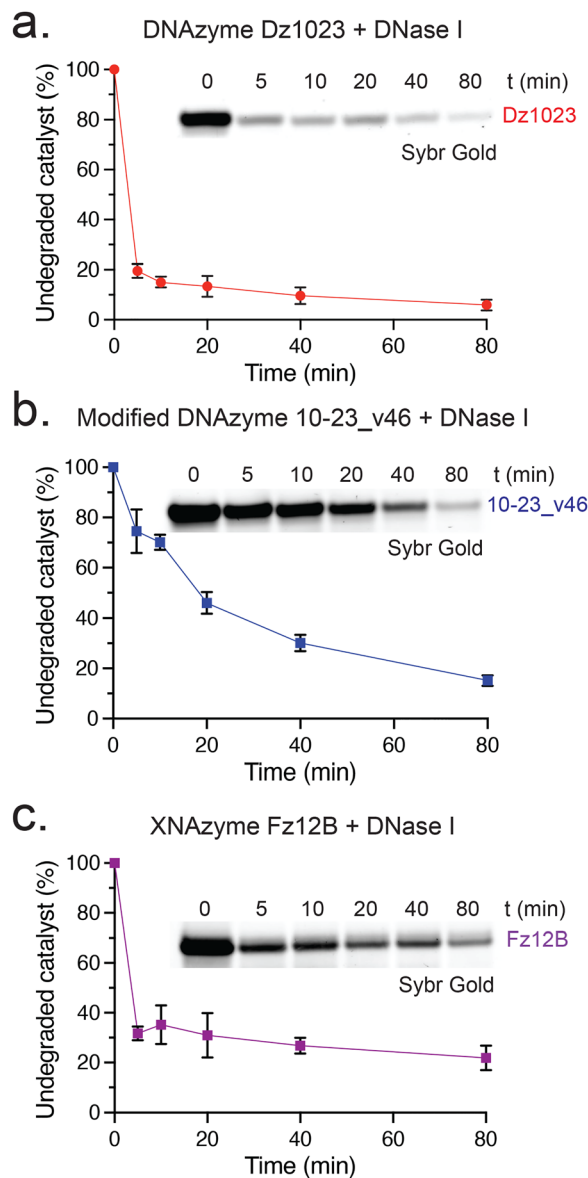 a.
DNAzyme Dz1023 + DNase I
Undegraded catalyst (%)
100
80
60
40
20
0
0 5 10 20 40 80 t (min)
Dz1023
Sybr Gold
0 20 40 60 80
Time (min)
b.
Modified DNAzyme 10-23_v46 + DNase I
Undegraded catalyst (%)
100
80
60
40
20
0
0 5 10 20 40 80 t (min)
10-23_v46
Sybr Gold
0 20 40 60 80
Time (min)
c.
XNAzyme Fz12B + DNase I
Undegraded catalyst (%)
100
80
60
40
20
0
0 5 10 20 40 80 t (min)
Fz12B
Sybr Gold
0 20 40 60 80
Time (min)